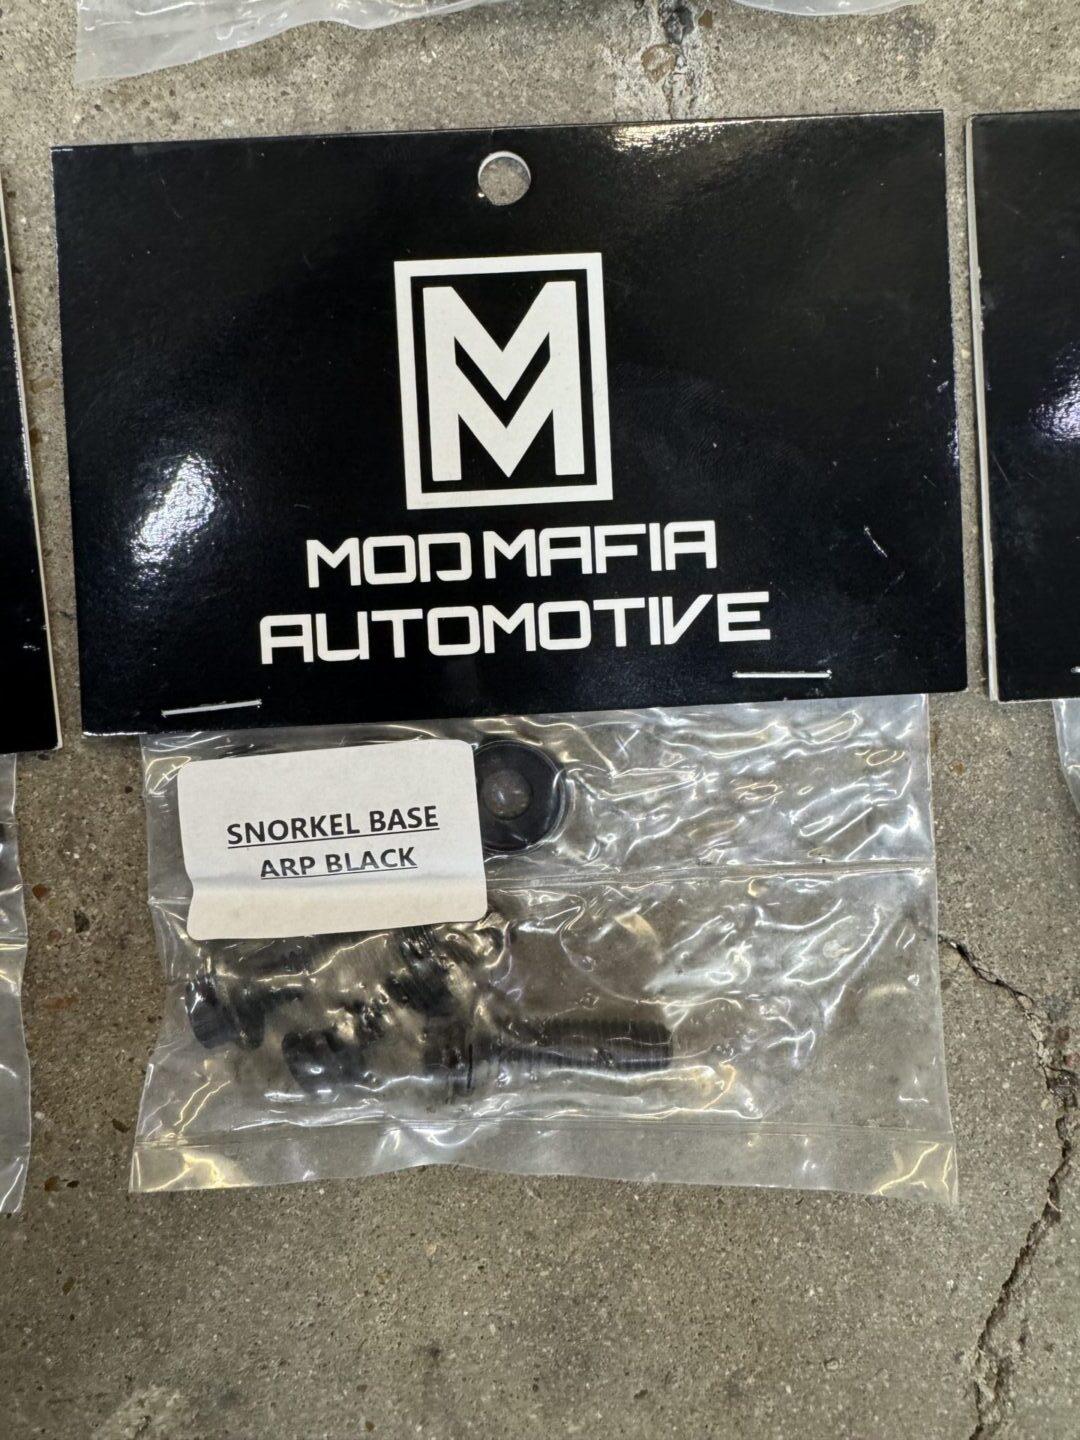 M
MOD MAFIA
AUTOMOTIVE
SNORKEL BASE
ARP BLACK